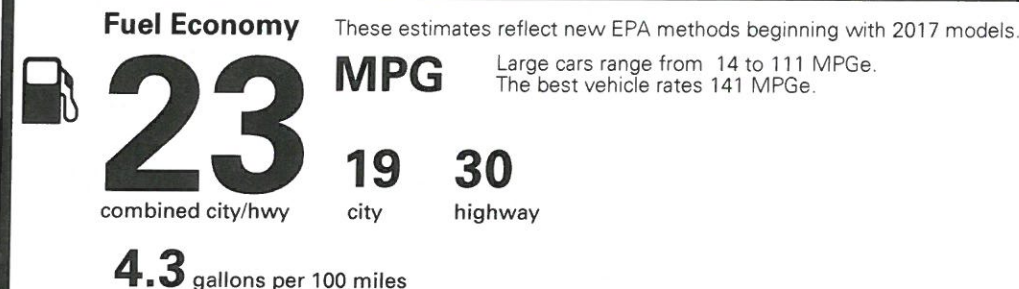 Fuel Economy These estimates reflect new EPA methods beginning with 2017 models.
23 MPG Large cars range from 14 to 111 MPGe.
The best vehicle rates 141 MPGe.
19 30
combined city/hwy city highway
4.3 gallons per 100 miles